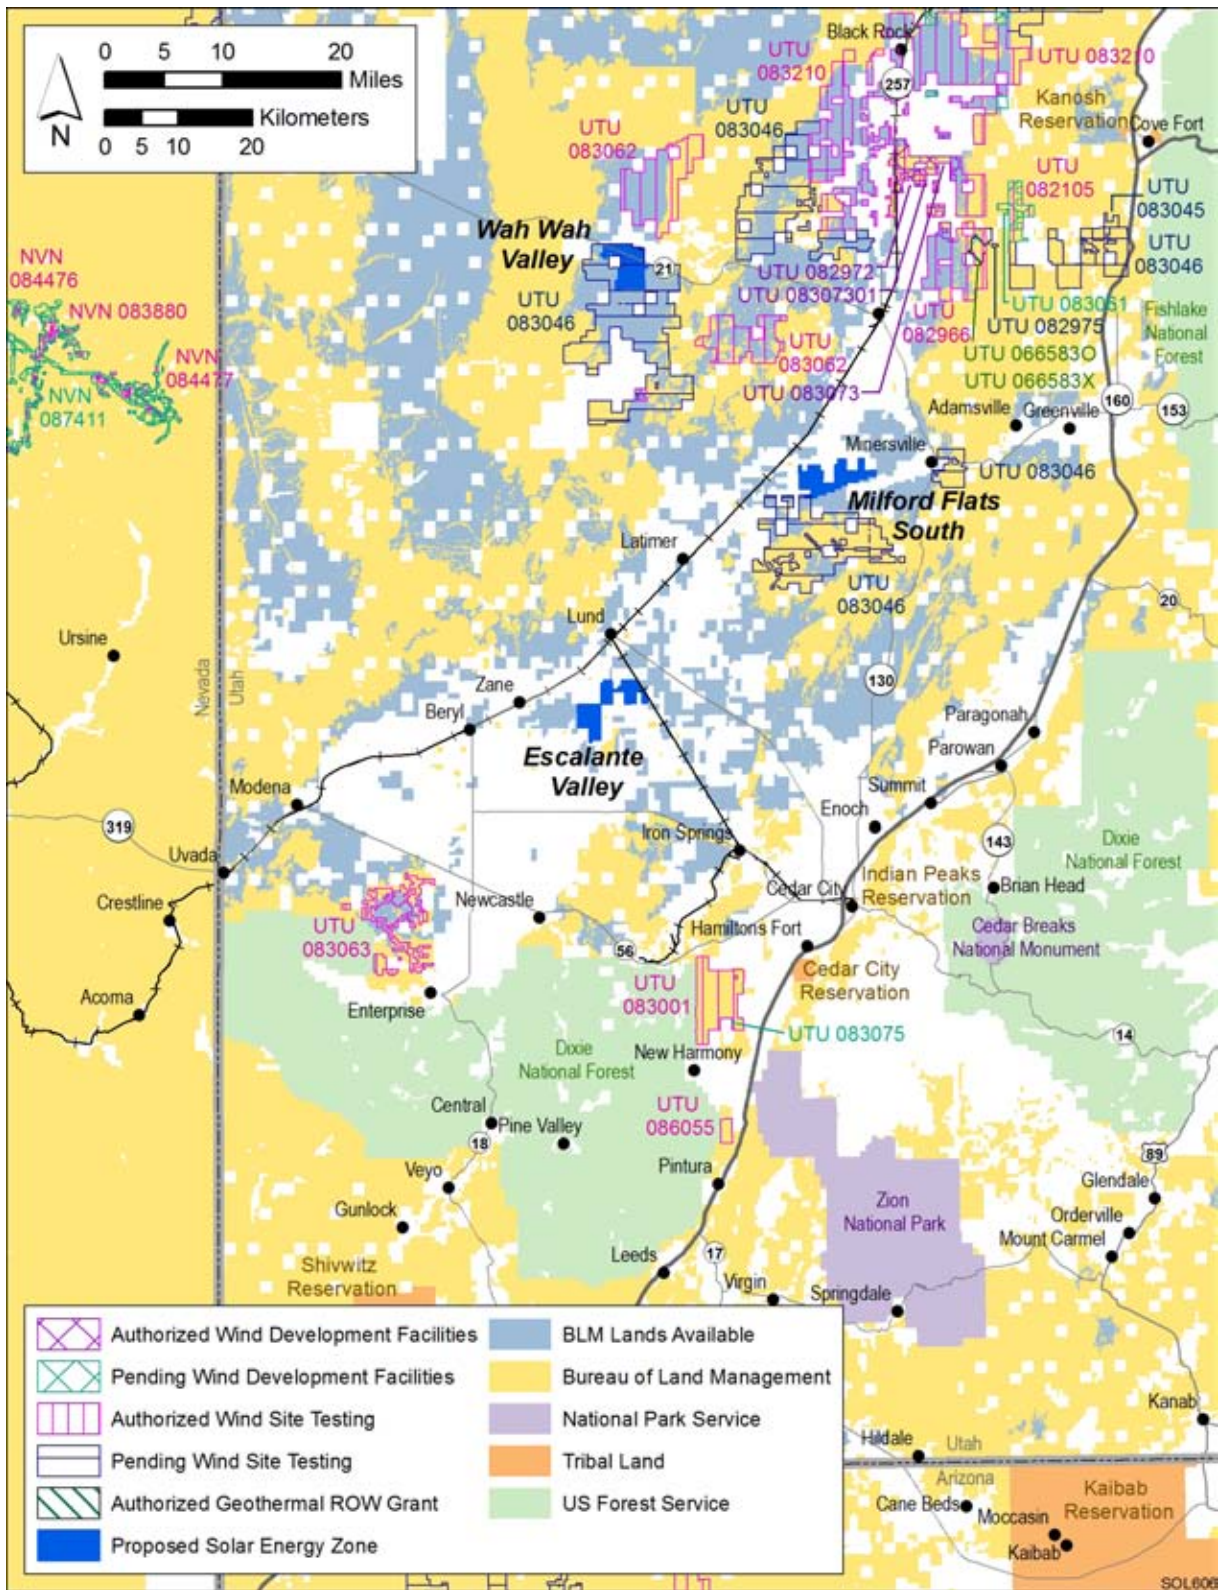 0 5 10 20
Miles
Kilometers
0 5 10 20
N
Black Rock
UTU
083210
UTU 083210
257
Kanosh
Reservation
Cove Fort
UTU
083046
UTU
083062
UTU
082105
UTU
083045
UTU
083046
Wah Wah
Valley
21
UTU 082972
UTU 08307301
UTU
083046
UTU
083062
UTU 083073
UTU
082966
UTU 083061
UTU 082975
UTU 066583O
UTU 066583X
Fishlake
National
Forest
NVN
084476
NVN 083880
NVN
084477
NVN
087411
Adamsville
Greenville
160
153
Minersville
UTU 083046
Milford Flats
South
UTU
083046
Latimer
Lund
20
Ursine
Nevada
Utah
130
Zane
Beryl
Paragonah
Parowan
Escalante
Valley
Summit
Enoch
Modena
319
Iron Springs
143
Dixie
National Forest
Uvada
Crestline
Newcastle
Cedar City
Indian Peaks
Reservation
Brian Head
Cedar Breaks
National Monument
UTU
083063
Hamiltons Fort
56
Cedar City
Reservation
UTU
083001
Acoma
Enterprise
UTU 083075
14
Dixie
National Forest
New Harmony
Central
Pine Valley
UTU
086055
18
89
Veyo
Pintura
Glendale
Gunlock
Zion
National Park
Orderville
Mount Carmel
Shivwitz
Reservation
Leeds
17
Virgin
Springdale
Authorized Wind Development Facilities
Pending Wind Development Facilities
Authorized Wind Site Testing
Pending Wind Site Testing
Authorized Geothermal ROW Grant
Proposed Solar Energy Zone
BLM Lands Available
Bureau of Land Management
National Park Service
Tribal Land
US Forest Service
Kanab
Hildale
Utah
Arizona
Cane Beds
Kaibab
Reservation
Moccasin
Kaibab
SOL606